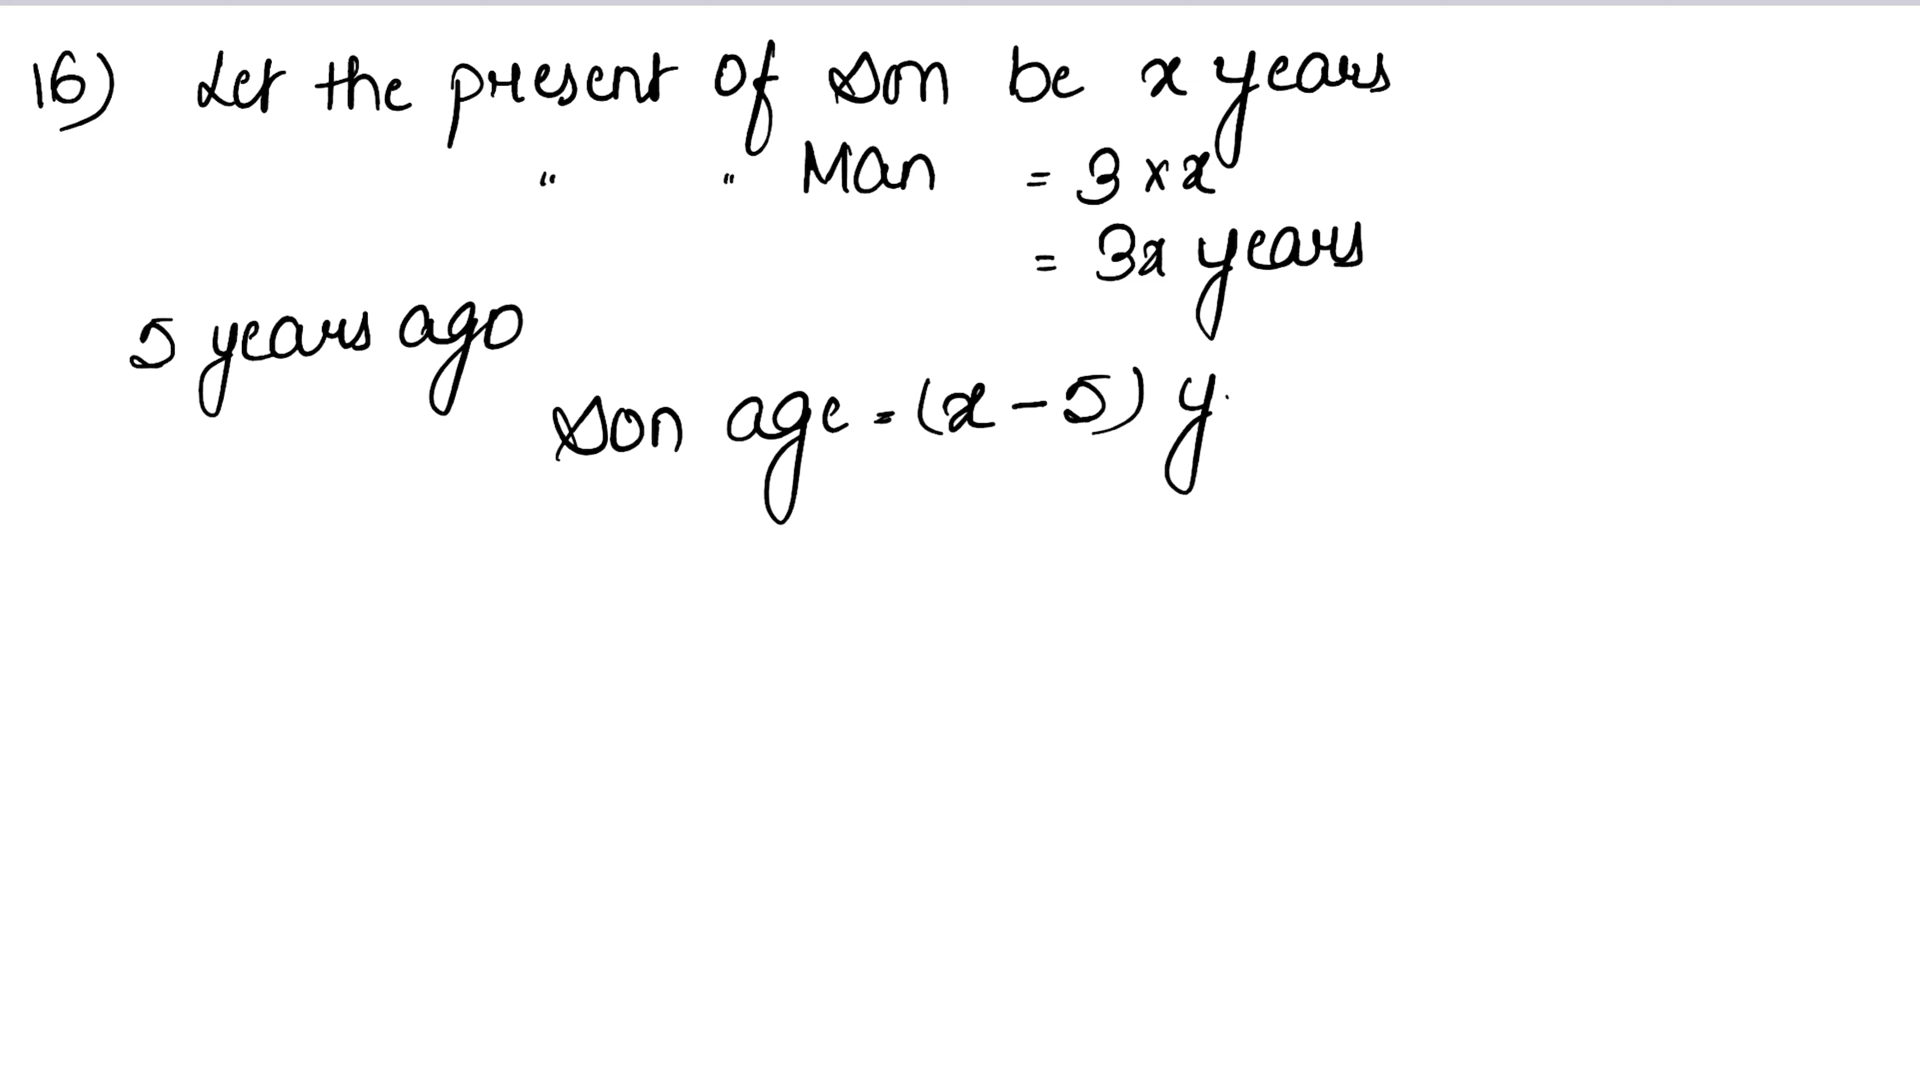 16) Let the present of son be x years
" " Man = 3 × x
= 3x years
5 years ago
son age = (x - 5) y.